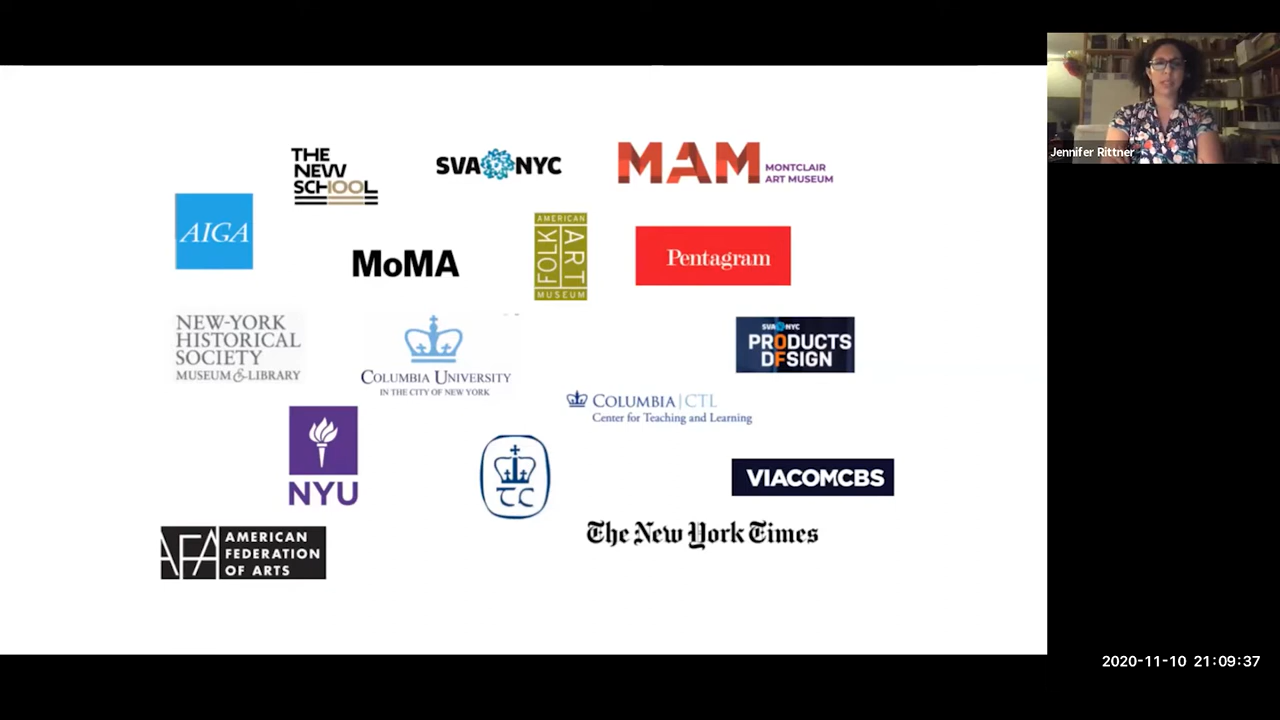 THE
NEW
SCHOOL
SVA NYC
MAM
MONTCLAIR
ART MUSEUM
Jennifer Rittner
AIGA
MoMA
AMERICAN
FOLK
ART
MUSEUM
Pentagram
NEW-YORK
HISTORICAL
SOCIETY
MUSEUM & LIBRARY
COLUMBIA UNIVERSITY
IN THE CITY OF NEW YORK
SVA NYC
PRODUCTS
OF
DESIGN
COLUMBIA | CTL
Center for Teaching and Learning
NYU
TC
VIACOMCBS
The New York Times
AFA
AMERICAN
FEDERATION
OF ARTS
2020-11-10 21:09:37